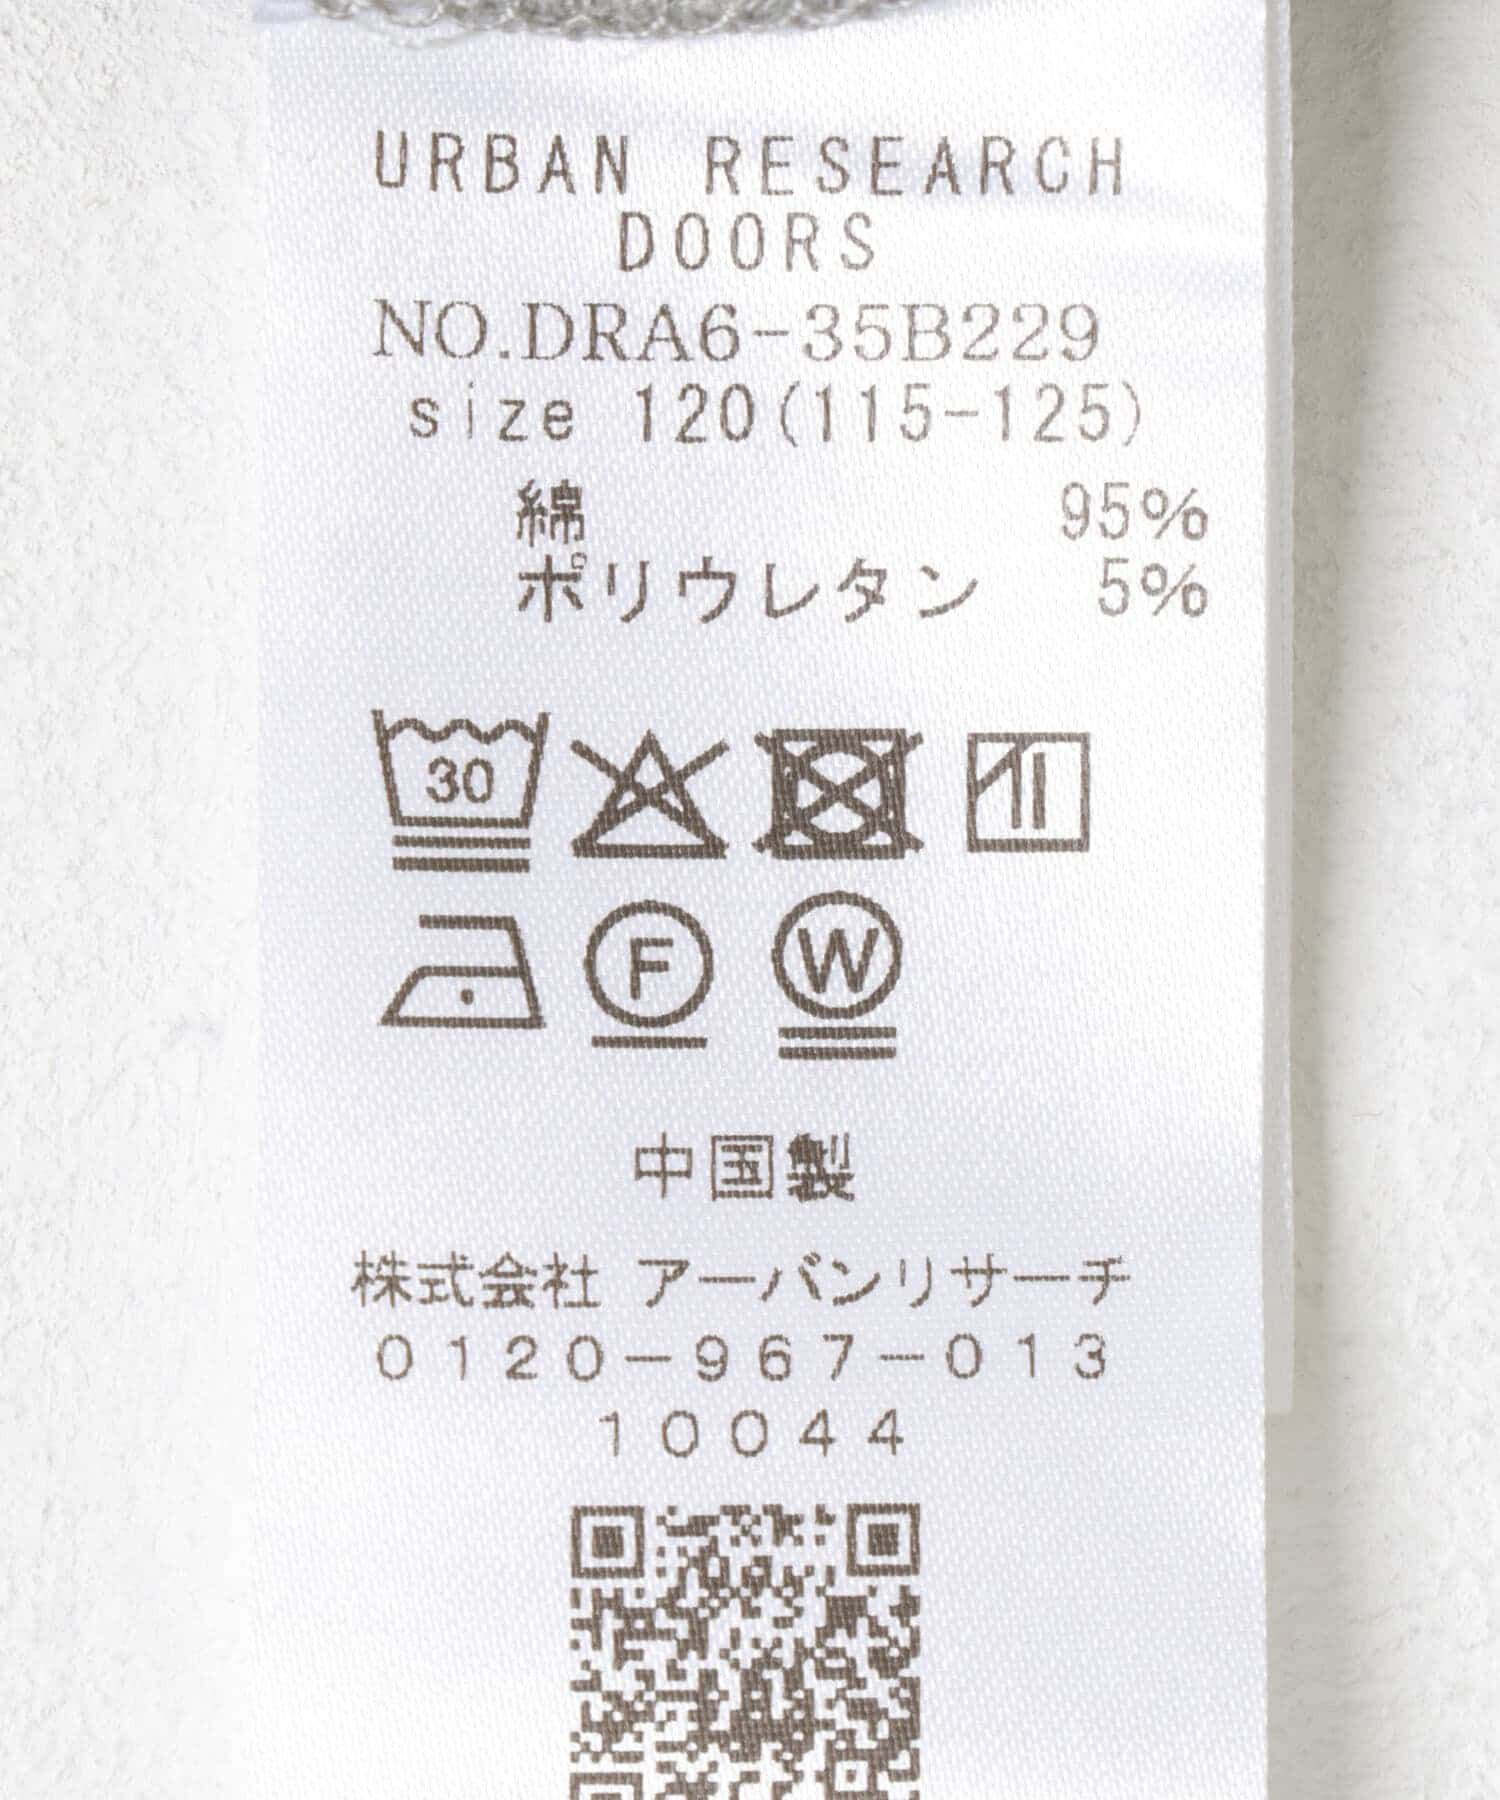 URBAN RESEARCH
DOORS
NO.DRA6-35B229
size 120(115-125)
綿 95%
ポリウレタン 5%
30
F W
中国製
株式会社 アーバンリサーチ
0120-967-013
10044